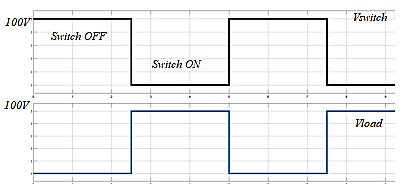 100V
Vswitch
Switch OFF
Switch ON
100V
Vload